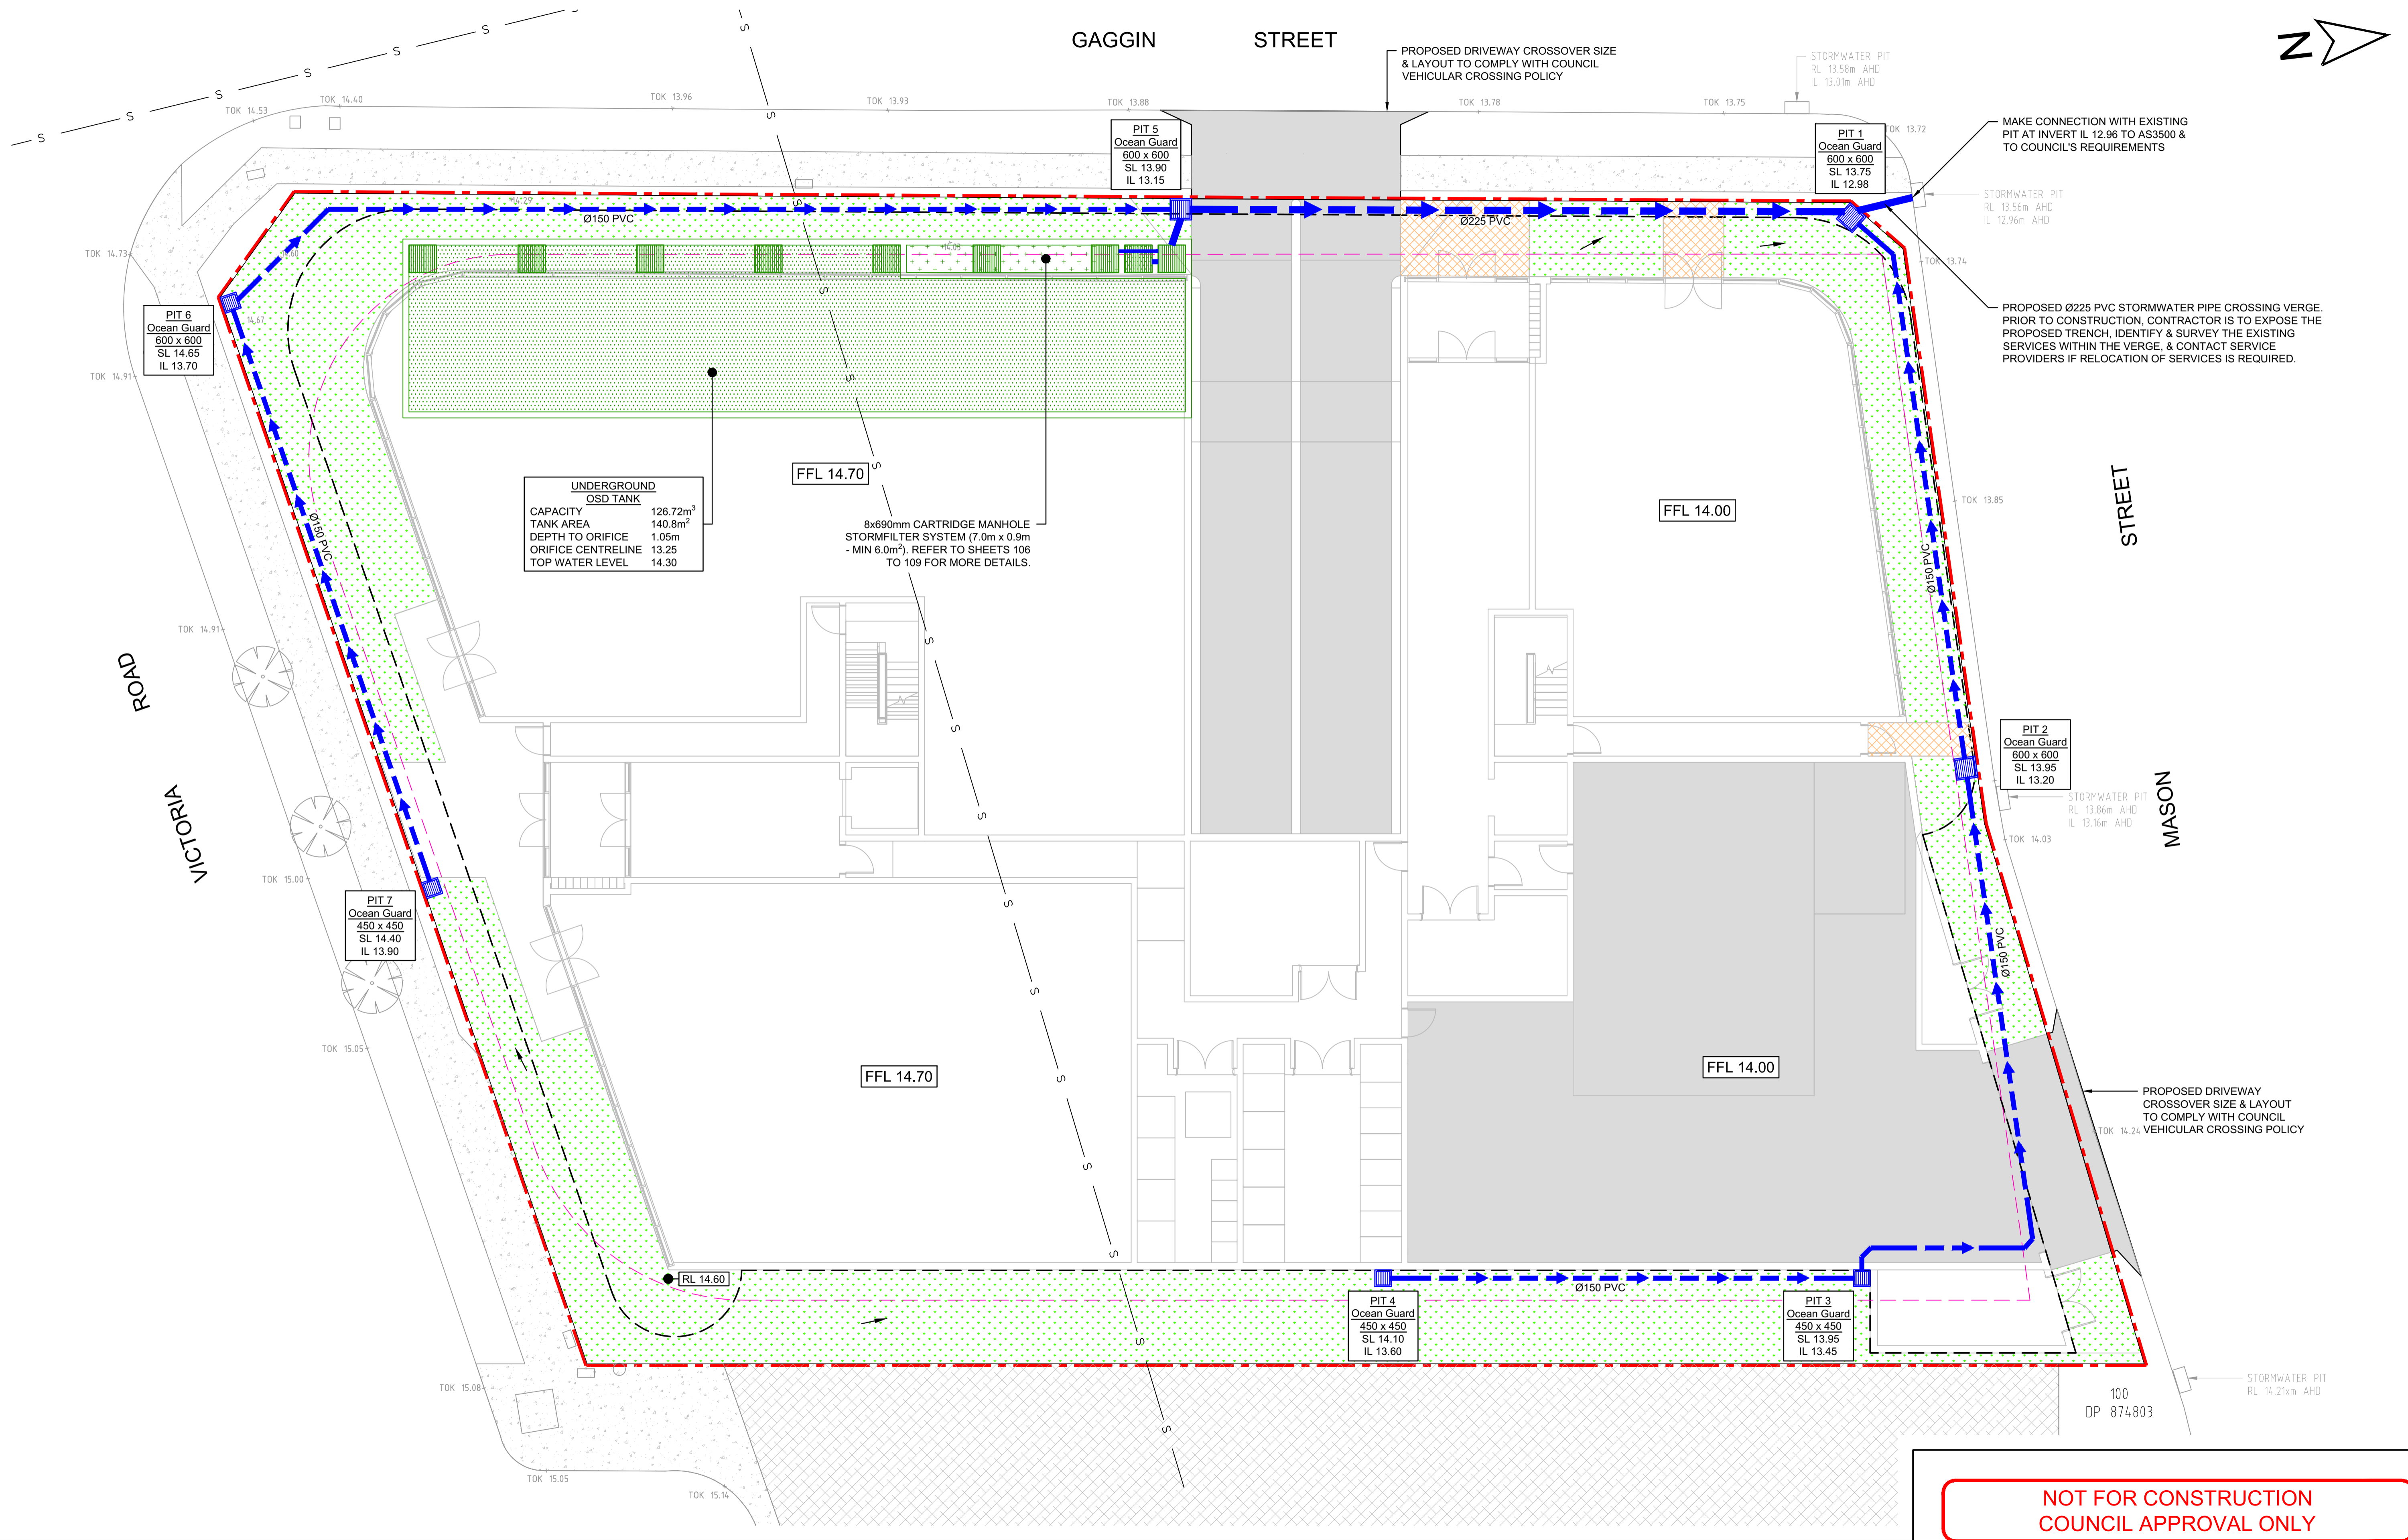 GAGGIN STREET
N
PROPOSED DRIVEWAY CROSSOVER SIZE
& LAYOUT TO COMPLY WITH COUNCIL
VEHICULAR CROSSING POLICY
STORMWATER PIT
RL 13.58m AHD
IL 13.01m AHD
TOK 14.53
TOK 14.40
TOK 13.96
TOK 13.93
TOK 13.88
TOK 13.78
TOK 13.75
TOK 13.72
PIT 5
Ocean Guard
600 x 600
SL 13.90
IL 13.15
PIT 1
Ocean Guard
600 x 600
SL 13.75
IL 12.98
MAKE CONNECTION WITH EXISTING
PIT AT INVERT IL 12.96 TO AS3500 &
TO COUNCIL'S REQUIREMENTS
STORMWATER PIT
RL 13.56m AHD
IL 12.96m AHD
14.29
Ø150 PVC
Ø225 PVC
14.05
TOK 14.73
14.60
TOK 13.74
PIT 6
Ocean Guard
600 x 600
SL 14.65
IL 13.70
14.67
PROPOSED Ø225 PVC STORMWATER PIPE CROSSING VERGE.
PRIOR TO CONSTRUCTION, CONTRACTOR IS TO EXPOSE THE
PROPOSED TRENCH, IDENTIFY & SURVEY THE EXISTING
SERVICES WITHIN THE VERGE, & CONTACT SERVICE
PROVIDERS IF RELOCATION OF SERVICES IS REQUIRED.
TOK 14.91
FFL 14.70
UNDERGROUND
OSD TANK
CAPACITY 126.72m³
TANK AREA 140.8m²
DEPTH TO ORIFICE 1.05m
ORIFICE CENTRELINE 13.25
TOP WATER LEVEL 14.30
8x690mm CARTRIDGE MANHOLE
STORMFILTER SYSTEM (7.0m x 0.9m
- MIN 6.0m²). REFER TO SHEETS 106
TO 109 FOR MORE DETAILS.
FFL 14.00
TOK 13.85
Ø150 PVC
Ø150 PVC
MASON STREET
TOK 14.91
VICTORIA ROAD
PIT 2
Ocean Guard
600 x 600
SL 13.95
IL 13.20
STORMWATER PIT
RL 13.86m AHD
IL 13.16m AHD
TOK 14.03
TOK 15.00
PIT 7
Ocean Guard
450 x 450
SL 14.40
IL 13.90
Ø150 PVC
TOK 15.05
FFL 14.70
FFL 14.00
PROPOSED DRIVEWAY
CROSSOVER SIZE & LAYOUT
TO COMPLY WITH COUNCIL
VEHICULAR CROSSING POLICY
TOK 14.24
RL 14.60
Ø150 PVC
PIT 4
Ocean Guard
450 x 450
SL 14.10
IL 13.60
PIT 3
Ocean Guard
450 x 450
SL 13.95
IL 13.45
TOK 15.08
STORMWATER PIT
RL 14.21xm AHD
100
DP 874803
TOK 15.05
TOK 15.14
NOT FOR CONSTRUCTION
COUNCIL APPROVAL ONLY
S S S S S S
S S S S S S S S S S S S S S S S